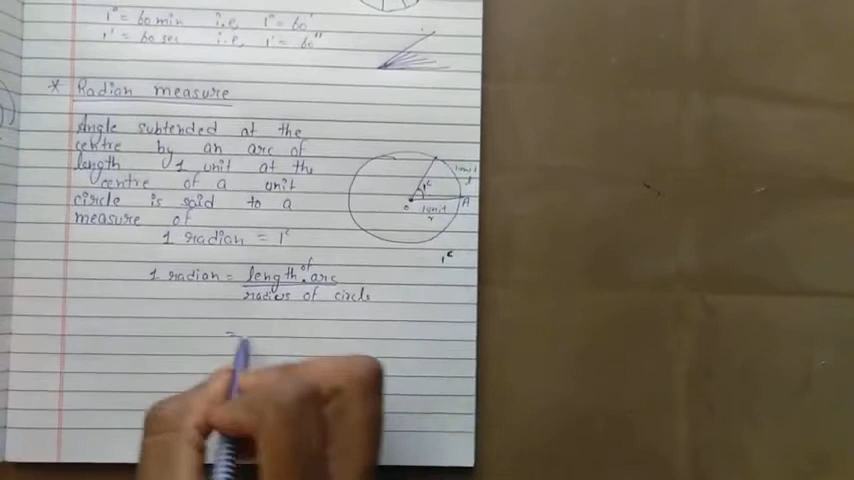 1° = 60 min i.e, 1° = 60'
1' = 60 sec i.e, 1' = 60"
* Radian measure
Angle subtended at the
centre by an arc of
length 1 unit at the
centre of a unit
circle is said to a
measure of
1 radian = 1ᶜ
1 radian = length of arc
radius of circle
=
1 unit
l
1ᶜ
O
1 unit
r
A
1ᶜ